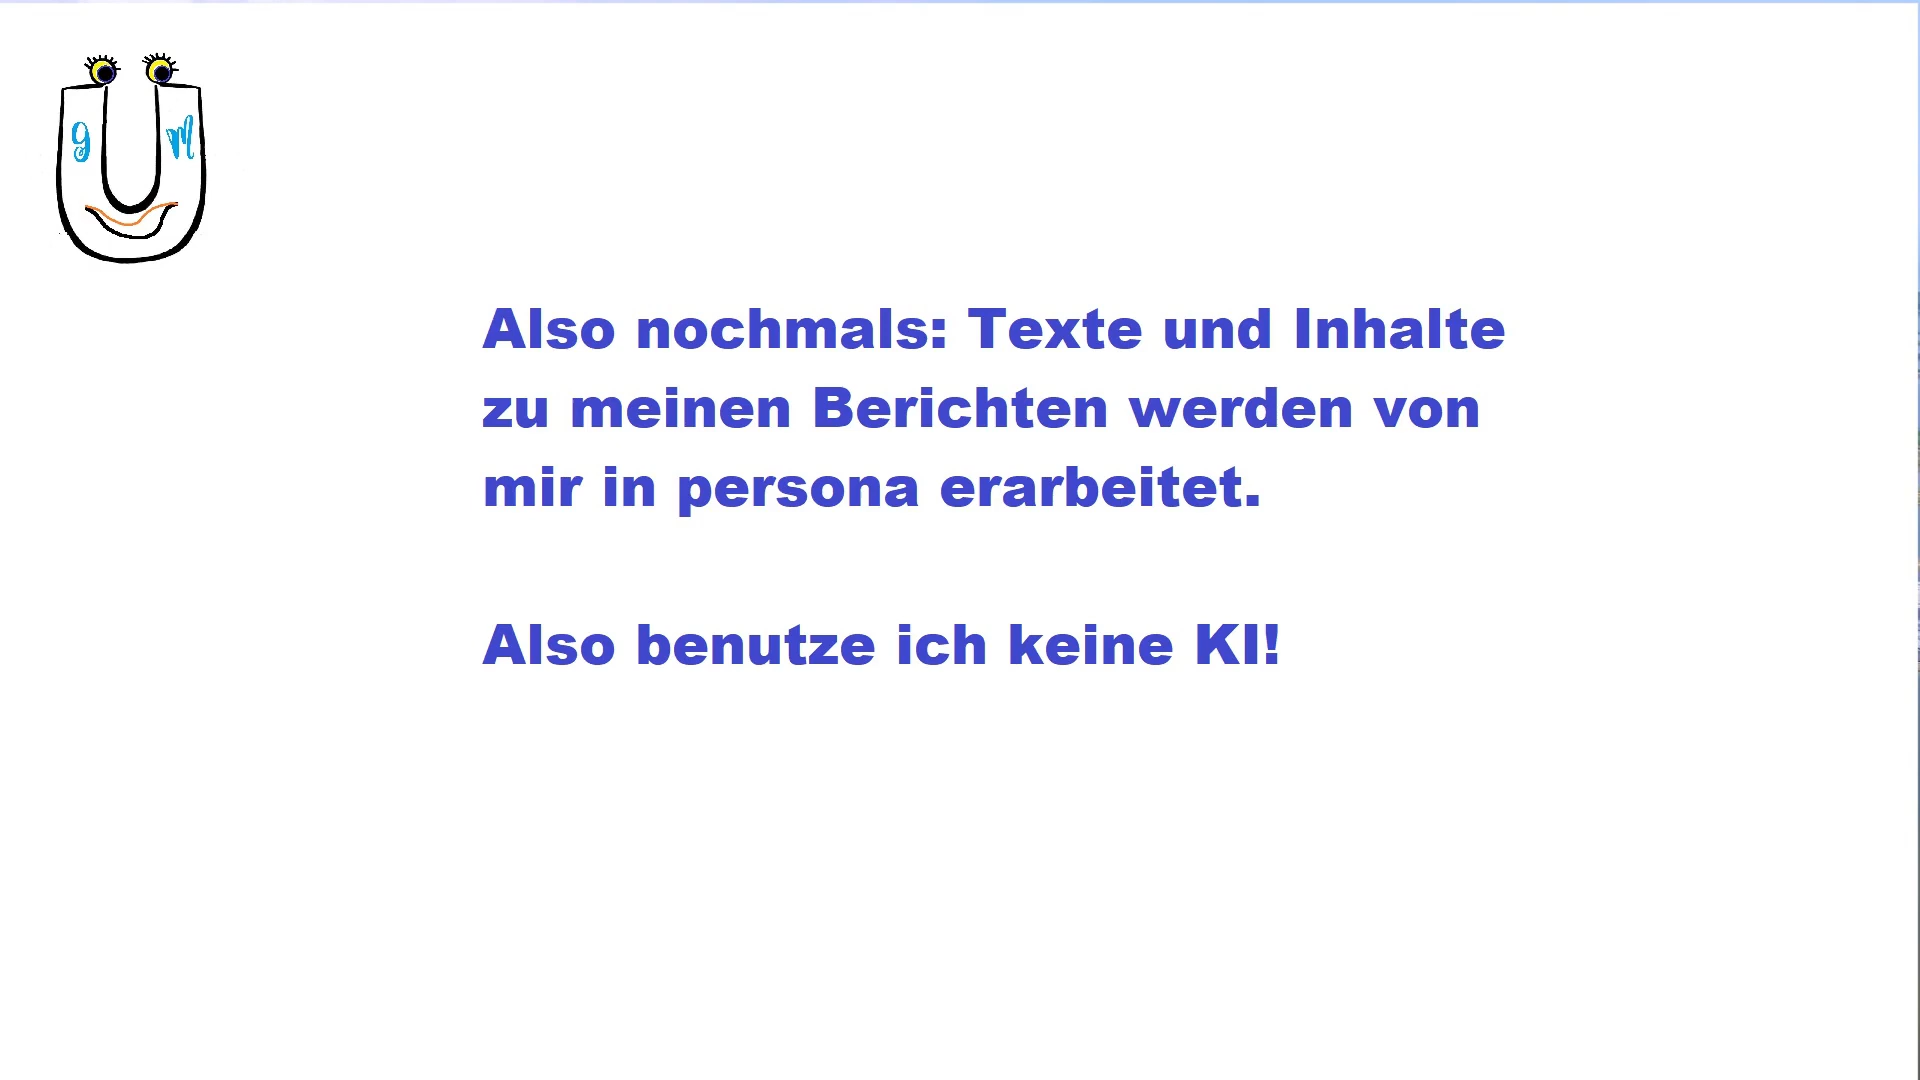 g m
Also nochmals: Texte und Inhalte
zu meinen Berichten werden von
mir in persona erarbeitet.
Also benutze ich keine KI!